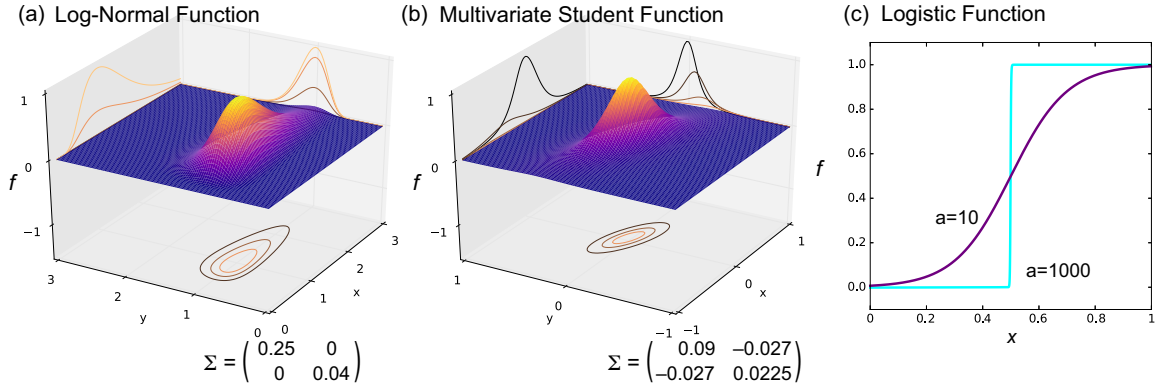 (a) Log-Normal Function
1
0
−1
f
3
2
1
0
y
0
1
2
3
x
Σ = ( 0.25 0
0 0.04 )
(b) Multivariate Student Function
1
0
−1
f
1
0
−1
y
−1
0
1
x
Σ = ( 0.09 –0.027
–0.027 0.0225 )
(c) Logistic Function
1.0
0.8
0.6
0.4
0.2
0.0
f
a=10
a=1000
0 0.2 0.4 0.6 0.8 1
x